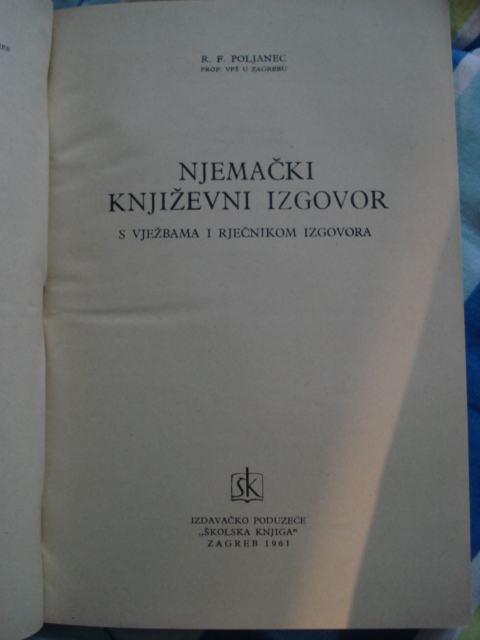 R. F. POLJANEC
PROF. VPŠ U ZAGREBU
NJEMAČKI
KNJIŽEVNI IZGOVOR
S VJEŽBAMA I RJEČNIKOM IZGOVORA
šk
IZDAVAČKO PODUZEĆE
„ŠKOLSKA KNJIGA"
ZAGREB 1961